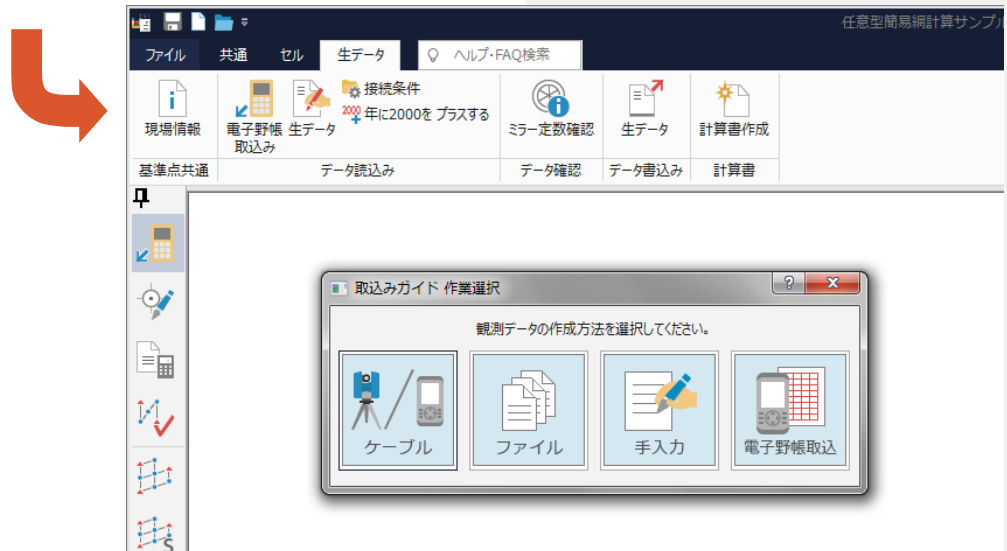 任意型簡易網計算サンプル
ファイル 共通 セル 生データ ヘルプ・FAQ検索
現場情報
電子野帳
取込み
生データ
接続条件
年に2000を プラスする
ミラー定数確認
生データ
計算書作成
基準点共通 データ読込み データ確認 データ書込み 計算書
取込みガイド 作業選択
観測データの作成方法を選択してください。
ケーブル ファイル 手入力 電子野帳取込